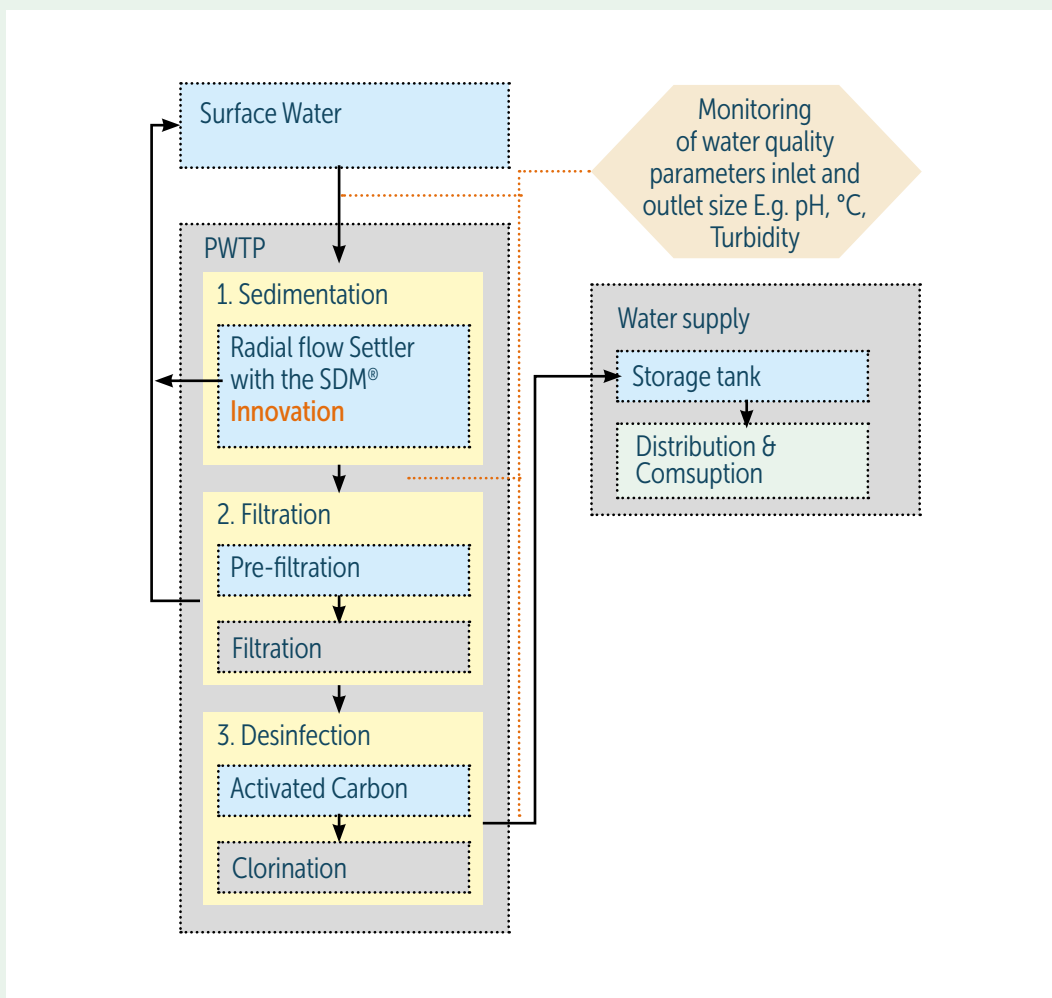 Surface Water
Monitoring
of water quality
parameters inlet and
outlet size E.g. pH, °C,
Turbidity
PWTP
1. Sedimentation
Radial flow Settler
with the SDM®
Innovation
2. Filtration
Pre-filtration
Filtration
3. Desinfection
Activated Carbon
Clorination
Water supply
Storage tank
Distribution &
Comsuption